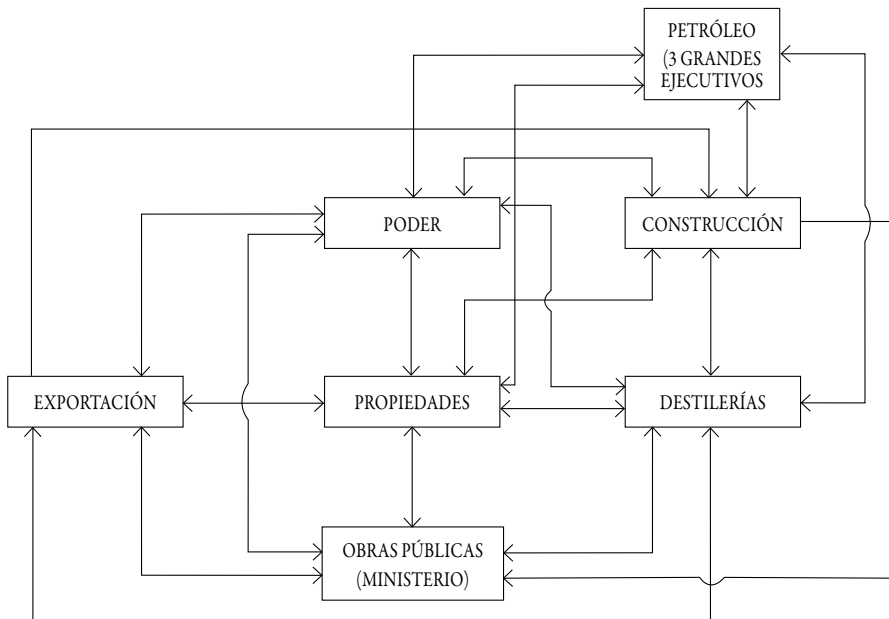 PETRÓLEO
(3 GRANDES
EJECUTIVOS
PODER
CONSTRUCCIÓN
EXPORTACIÓN
PROPIEDADES
DESTILERÍAS
OBRAS PÚBLICAS
(MINISTERIO)